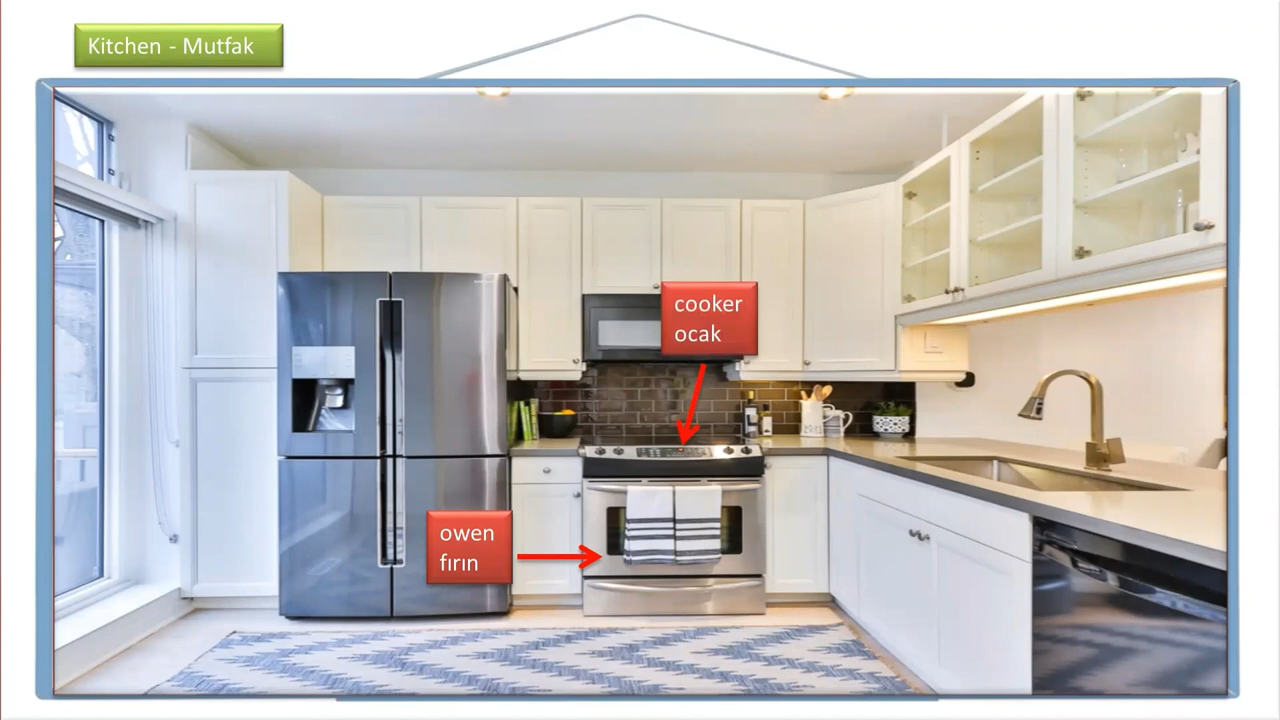 Kitchen - Mutfak
cooker
ocak
owen
fırın